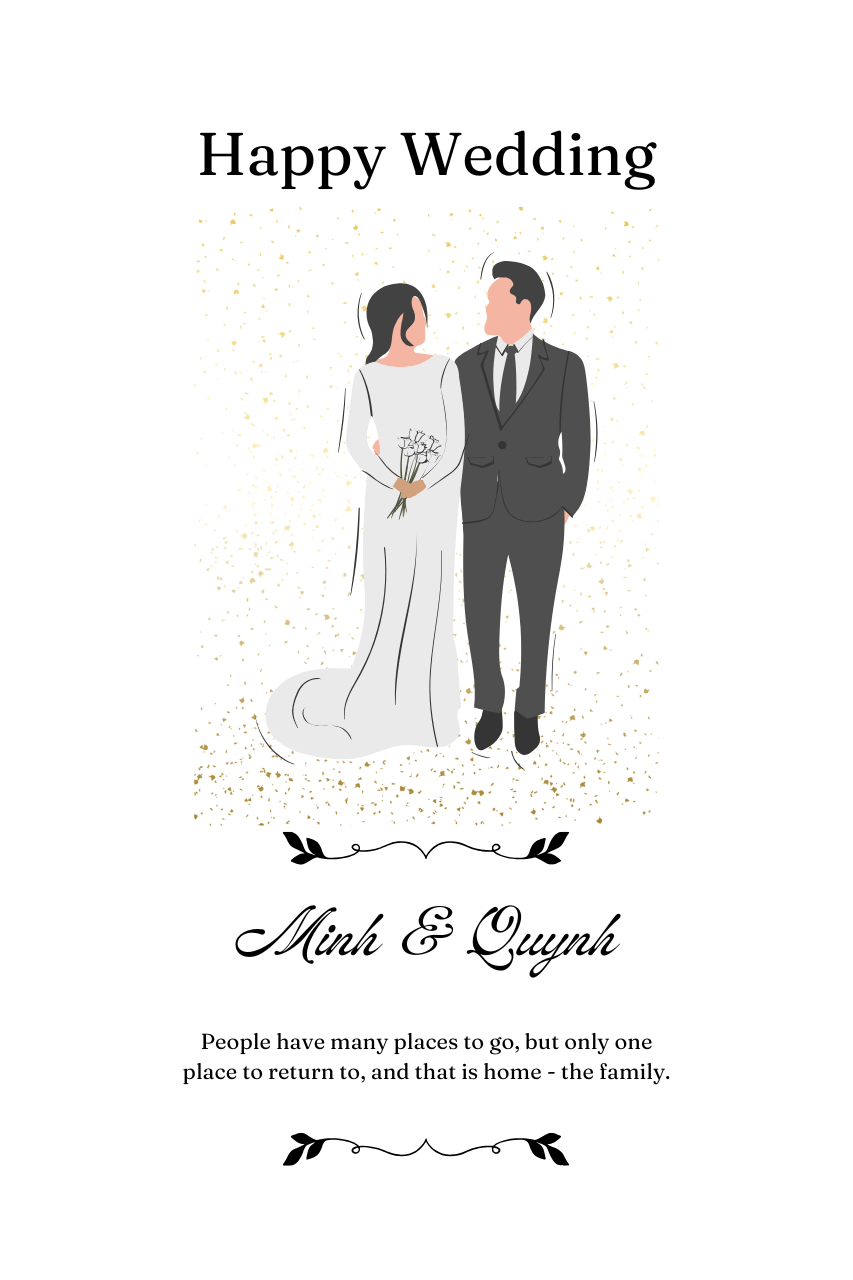 Happy Wedding
Minh & Quynh
People have many places to go, but only one
place to return to, and that is home - the family.